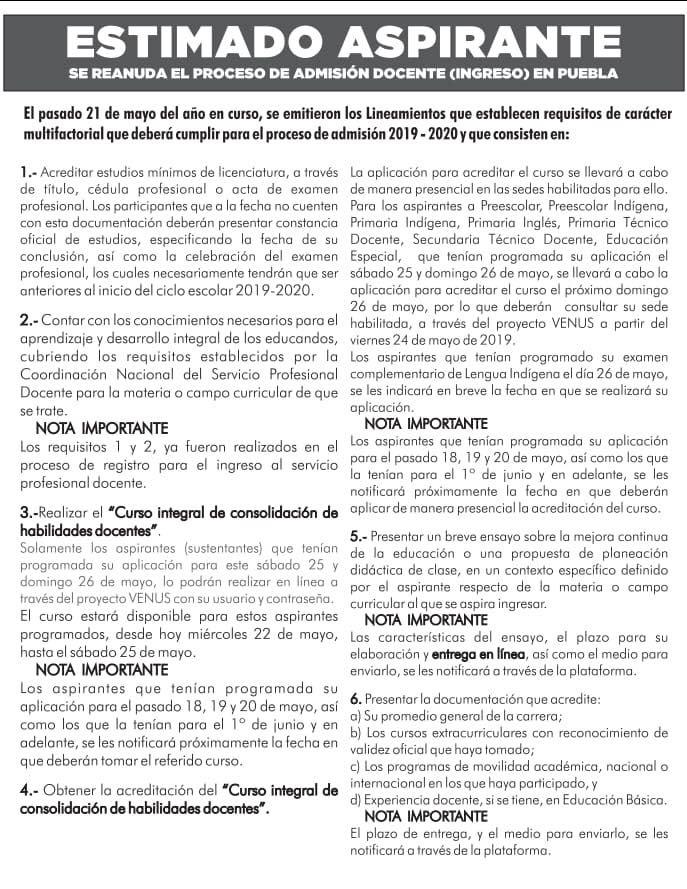 ESTIMADO ASPIRANTE
SE REANUDA EL PROCESO DE ADMISIÓN DOCENTE (INGRESO) EN PUEBLA
El pasado 21 de mayo del año en curso, se emitieron los Lineamientos que establecen requisitos de carácter
multifactorial que deberá cumplir para el proceso de admisión 2019 - 2020 y que consisten en:
1.- Acreditar estudios mínimos de licenciatura, a través
de título, cédula profesional o acta de examen
profesional. Los participantes que a la fecha no cuenten
con esta documentación deberán presentar constancia
oficial de estudios, especificando la fecha de su
conclusión, así como la celebración del examen
profesional, los cuales necesariamente tendrán que ser
anteriores al inicio del ciclo escolar 2019-2020.
2.- Contar con los conocimientos necesarios para el
aprendizaje y desarrollo integral de los educandos,
cubriendo los requisitos establecidos por la
Coordinación Nacional del Servicio Profesional
Docente para la materia o campo curricular de que
se trate.
NOTA IMPORTANTE
Los requisitos 1 y 2, ya fueron realizados en el
proceso de registro para el ingreso al servicio
profesional docente.
3.-Realizar el “Curso integral de consolidación de
habilidades docentes”.
Solamente los aspirantes (sustentantes) que tenían
programada su aplicación para este sábado 25 y
domingo 26 de mayo, lo podrán realizar en línea a
través del proyecto VENUS con su usuario y contraseña.
El curso estará disponible para estos aspirantes
programados, desde hoy miércoles 22 de mayo,
hasta el sábado 25 de mayo.
NOTA IMPORTANTE
Los aspirantes que tenían programada su
aplicación para el pasado 18, 19 y 20 de mayo, así
como los que la tenían para el 1º de junio y en
adelante, se les notificará próximamente la fecha en
que deberán tomar el referido curso.
4.- Obtener la acreditación del “Curso integral de
consolidación de habilidades docentes”.
La aplicación para acreditar el curso se llevará a cabo
de manera presencial en las sedes habilitadas para ello.
Para los aspirantes a Preescolar, Preescolar Indígena,
Primaria Indígena, Primaria Inglés, Primaria Técnico
Docente, Secundaria Técnico Docente, Educación
Especial, que tenían programada su aplicación el
sábado 25 y domingo 26 de mayo, se llevará a cabo la
aplicación para acreditar el curso el próximo domingo
26 de mayo, por lo que deberán consultar su sede
habilitada, a través del proyecto VENUS a partir del
viernes 24 de mayo de 2019.
Los aspirantes que tenían programado su examen
complementario de Lengua Indígena el día 26 de mayo,
se les indicará en breve la fecha en que se realizará su
aplicación.
NOTA IMPORTANTE
Los aspirantes que tenían programada su aplicación
para el pasado 18, 19 y 20 de mayo, así como los que
la tenían para el 1º de junio y en adelante, se les
notificará próximamente la fecha en que deberán
aplicar de manera presencial la acreditación del curso.
5.- Presentar un breve ensayo sobre la mejora continua
de la educación o una propuesta de planeación
didáctica de clase, en un contexto específico definido
por el aspirante respecto de la materia o campo
curricular al que se aspira ingresar.
NOTA IMPORTANTE
Las características del ensayo, el plazo para su
elaboración y entrega en línea, así como el medio para
enviarlo, se les notificará a través de la plataforma.
6. Presentar la documentación que acredite:
a) Su promedio general de la carrera;
b) Los cursos extracurriculares con reconocimiento de
validez oficial que haya tomado;
c) Los programas de movilidad académica, nacional o
internacional en los que haya participado, y
d) Experiencia docente, si se tiene, en Educación Básica.
NOTA IMPORTANTE
El plazo de entrega, y el medio para enviarlo, se les
notificará a través de la plataforma.